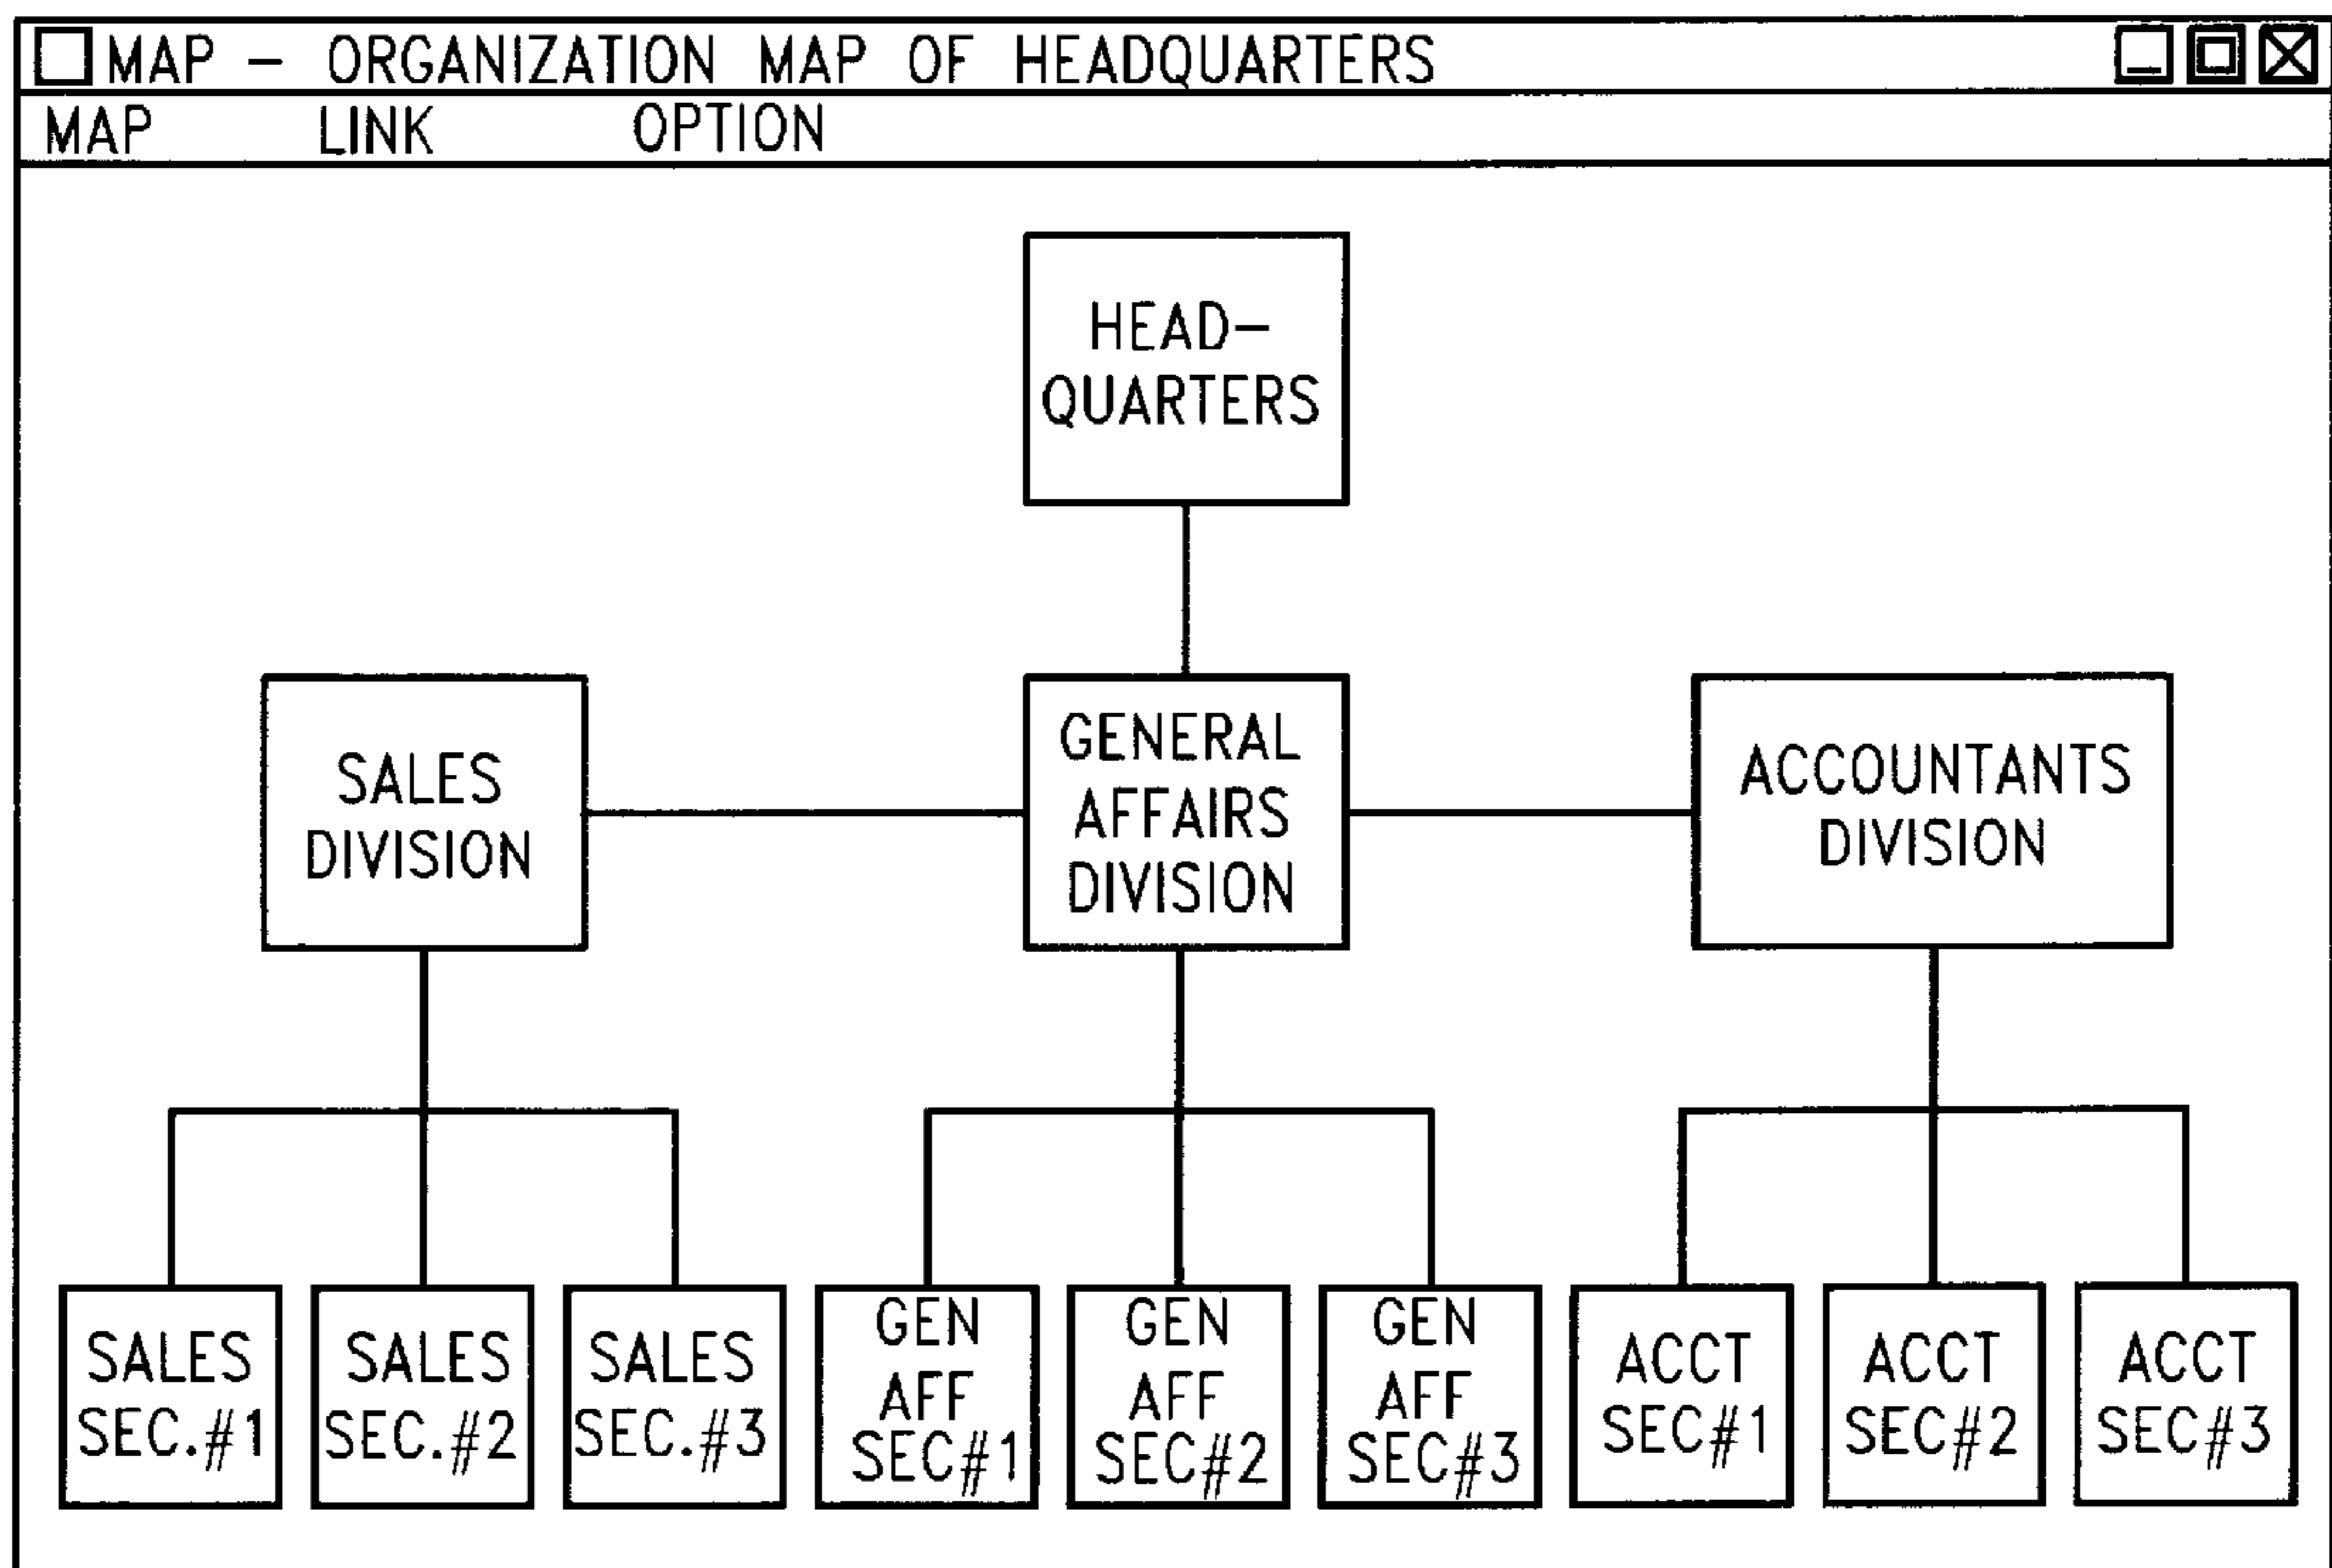 MAP – ORGANIZATION MAP OF HEADQUARTERS
MAP LINK OPTION
HEAD–
QUARTERS
SALES
DIVISION
GENERAL
AFFAIRS
DIVISION
ACCOUNTANTS
DIVISION
SALES
SEC.#1
SALES
SEC.#2
SALES
SEC.#3
GEN
AFF
SEC#1
GEN
AFF
SEC#2
GEN
AFF
SEC#3
ACCT
SEC#1
ACCT
SEC#2
ACCT
SEC#3